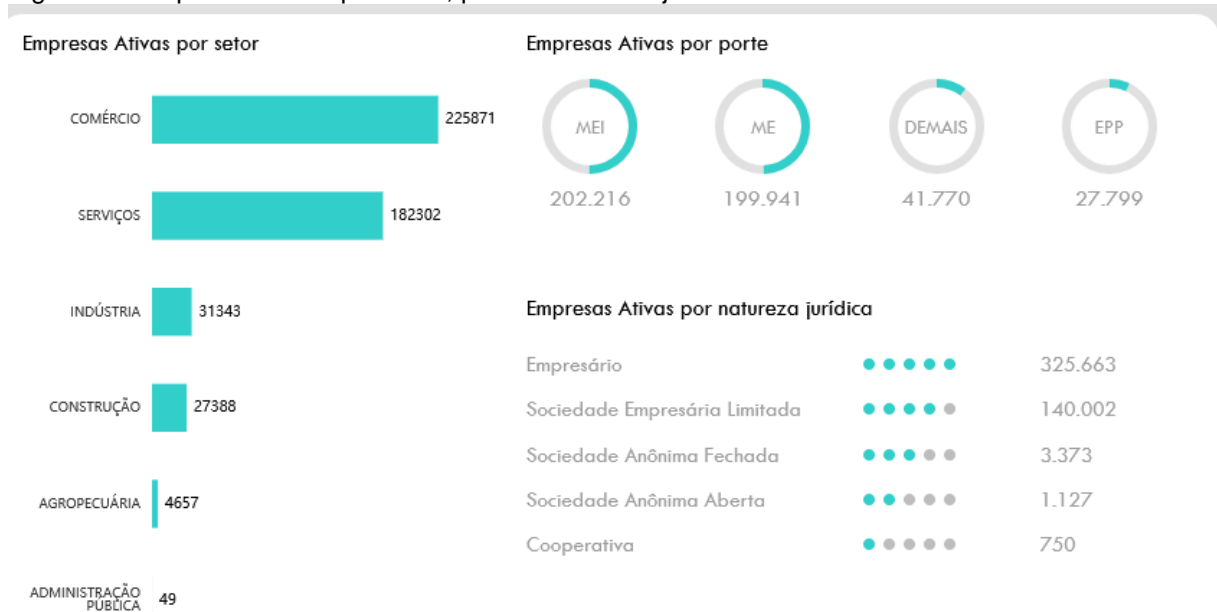 Empresas Ativas por setor
COMÉRCIO 225871
SERVIÇOS 182302
INDÚSTRIA 31343
CONSTRUÇÃO 27388
AGROPECUÁRIA 4657
ADMINISTRAÇÃO
PÚBLICA 49
Empresas Ativas por porte
MEI ME DEMAIS EPP
202.216 199.941 41.770 27.799
Empresas Ativas por natureza jurídica
Empresário 325.663
Sociedade Empresária Limitada 140.002
Sociedade Anônima Fechada 3.373
Sociedade Anônima Aberta 1.127
Cooperativa 750